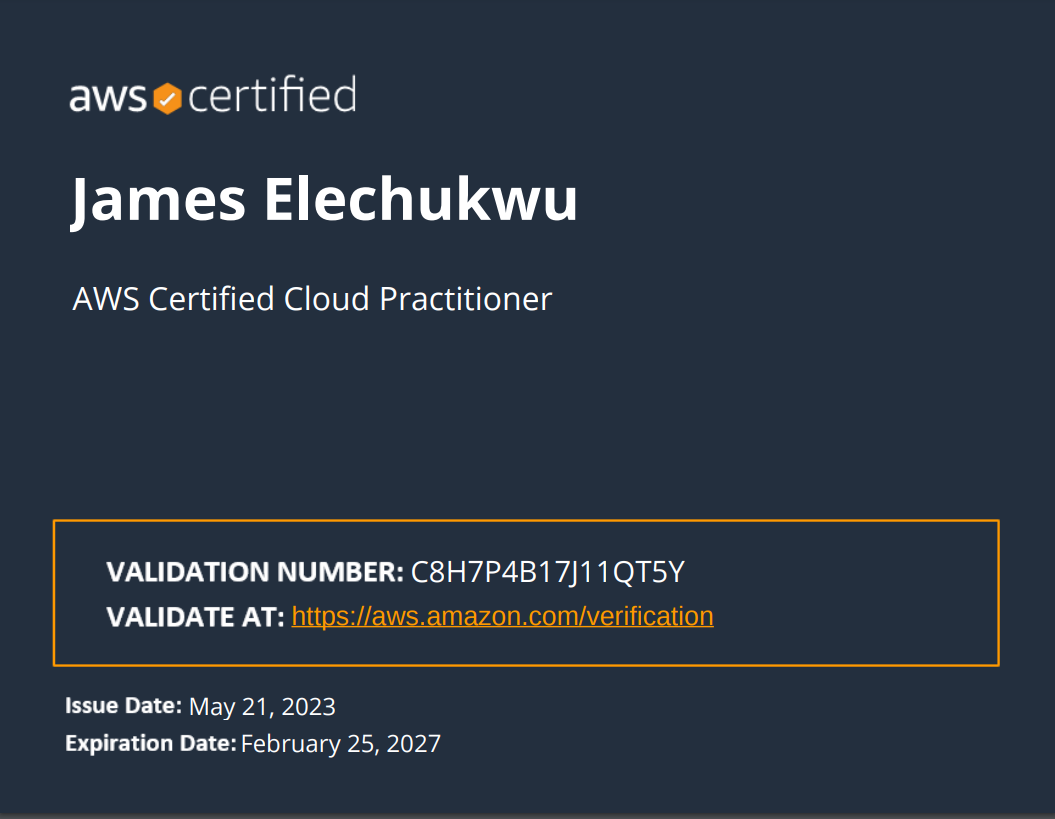 aws certified
James Elechukwu
AWS Certified Cloud Practitioner
VALIDATION NUMBER: C8H7P4B17J11QT5Y
VALIDATE AT: https://aws.amazon.com/verification
Issue Date: May 21, 2023
Expiration Date: February 25, 2027